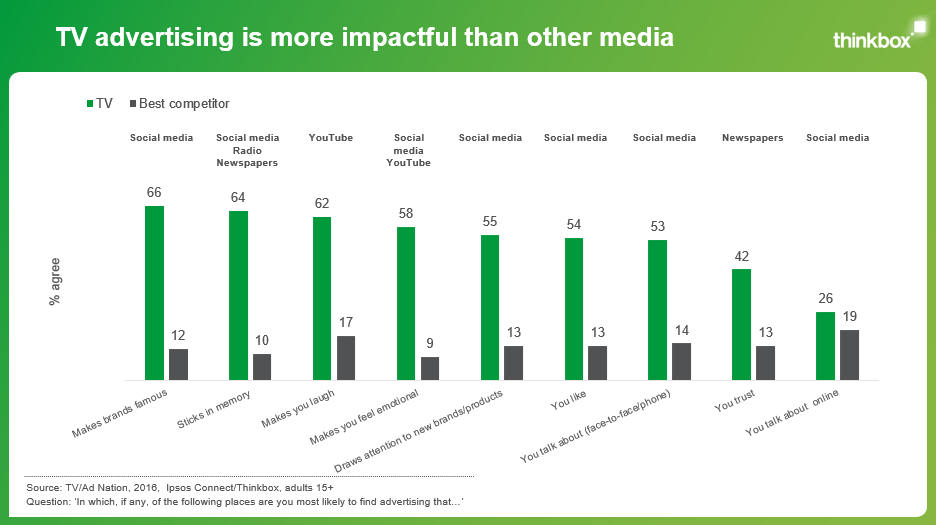 TV advertising is more impactful than other media
thinkbox
TV
Best competitor
Social media
Social media
Radio
Newspapers
YouTube
Social
media
YouTube
Social media
Social media
Social media
Newspapers
Social media
% agree
66
12
64
10
62
17
58
9
55
13
54
13
53
14
42
13
26
19
Makes brands famous
Sticks in memory
Makes you laugh
Makes you feel emotional
Draws attention to new brands/products
You like
You talk about (face-to-face/phone)
You trust
You talk about online
Source: TV/Ad Nation, 2016, Ipsos Connect/Thinkbox, adults 15+
Question: ‘In which, if any, of the following places are you most likely to find advertising that…’